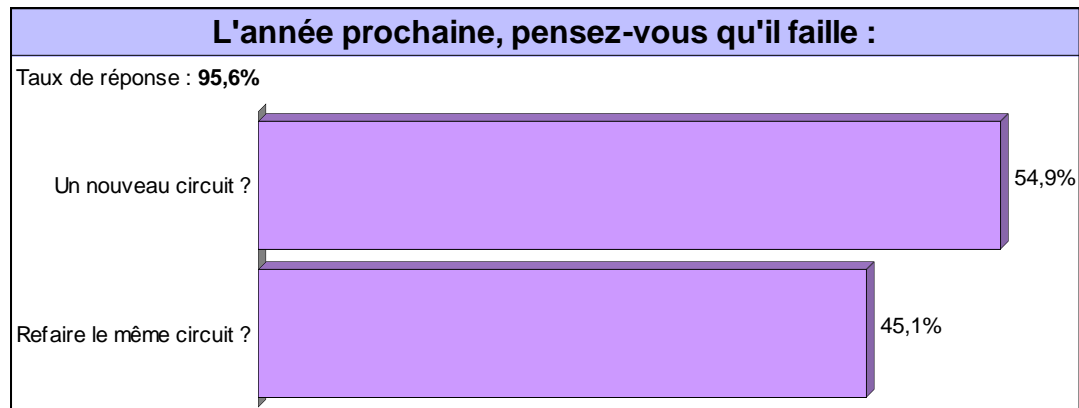 L'année prochaine, pensez-vous qu'il faille :
Taux de réponse : 95,6%
Un nouveau circuit ?
54,9%
Refaire le même circuit ?
45,1%